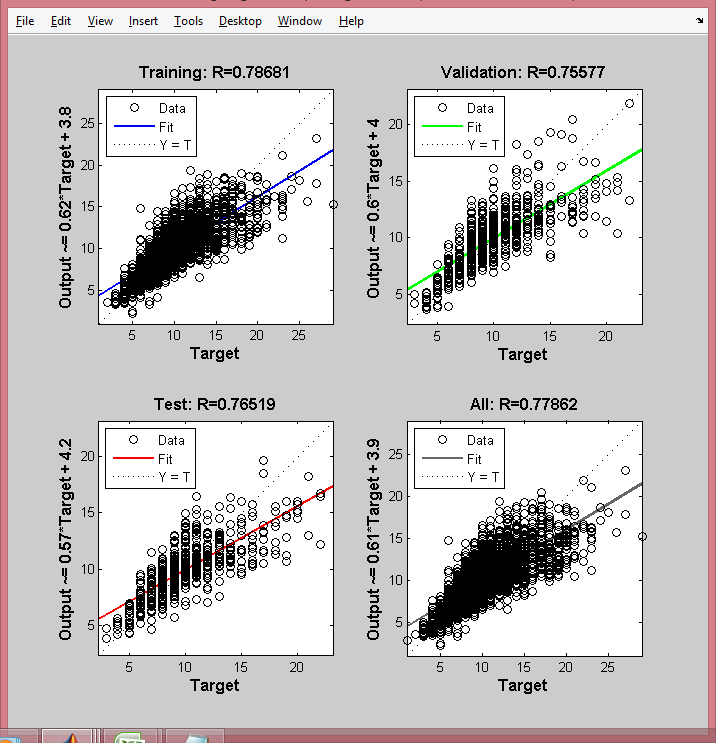 File Edit View Insert Tools Desktop Window Help
Training: R=0.78681
Output ~= 0.62*Target + 3.8
Data
Fit
Y = T
25
20
15
10
5
5 10 15 20 25
Target
Validation: R=0.75577
Output ~= 0.6*Target + 4
Data
Fit
Y = T
20
15
10
5
5 10 15 20
Target
Test: R=0.76519
Output ~= 0.57*Target + 4.2
Data
Fit
Y = T
20
15
10
5
5 10 15 20
Target
All: R=0.77862
Output ~= 0.61*Target + 3.9
Data
Fit
Y = T
25
20
15
10
5
5 10 15 20 25
Target